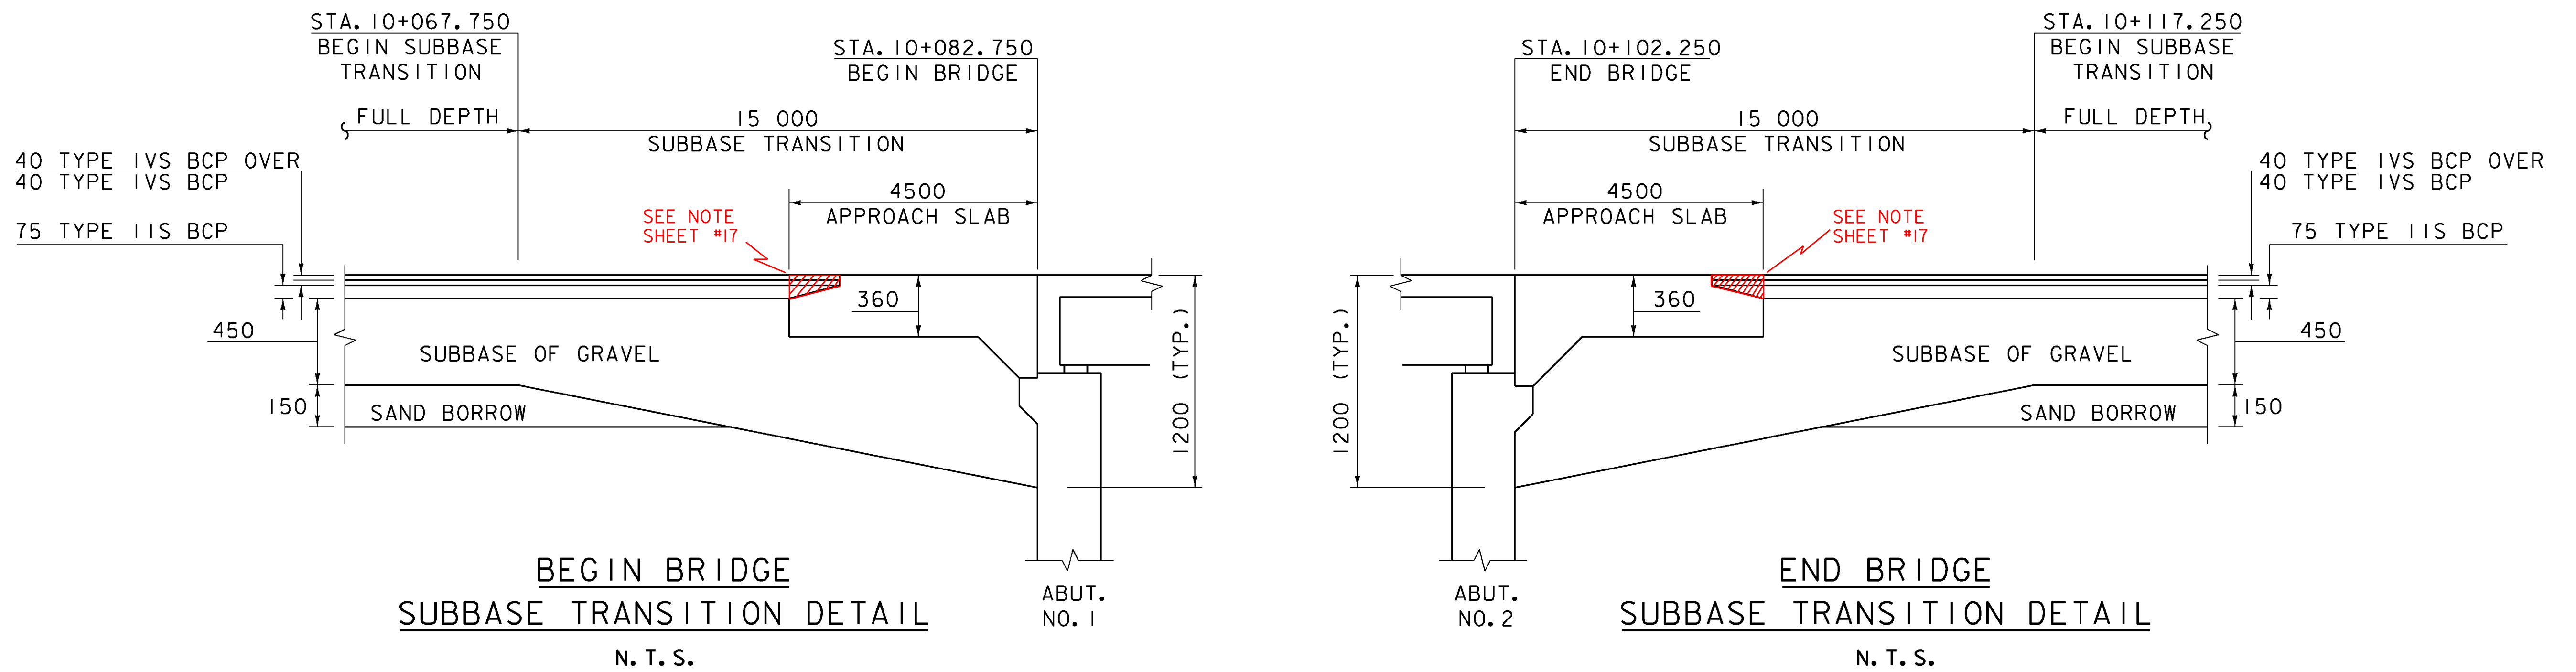 STA. 10+067.750
BEGIN SUBBASE
TRANSITION
STA. 10+082.750
BEGIN BRIDGE
FULL DEPTH
15 000
SUBBASE TRANSITION
40 TYPE IVS BCP OVER
40 TYPE IVS BCP
75 TYPE IIS BCP
4500
APPROACH SLAB
SEE NOTE
SHEET #17
360
450
SUBBASE OF GRAVEL
150
SAND BORROW
1200 (TYP.)
BEGIN BRIDGE
SUBBASE TRANSITION DETAIL
N.T.S.
ABUT.
NO. 1
STA. 10+102.250
END BRIDGE
STA. 10+117.250
BEGIN SUBBASE
TRANSITION
15 000
SUBBASE TRANSITION
FULL DEPTH
40 TYPE IVS BCP OVER
40 TYPE IVS BCP
75 TYPE IIS BCP
4500
APPROACH SLAB
SEE NOTE
SHEET #17
360
450
SUBBASE OF GRAVEL
150
SAND BORROW
1200 (TYP.)
ABUT.
NO. 2
END BRIDGE
SUBBASE TRANSITION DETAIL
N.T.S.